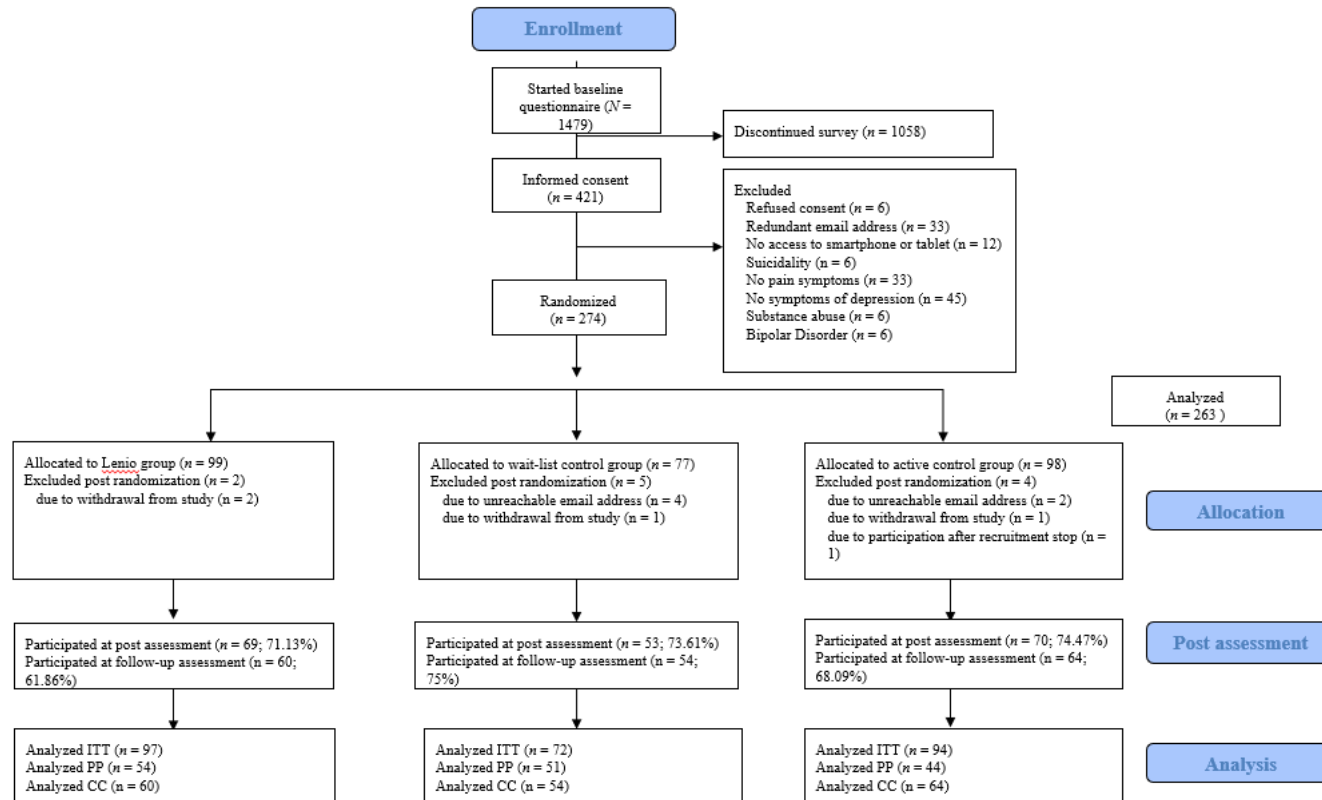 Enrollment
Started baseline
questionnaire (N =
1479)
Discontinued survey (n = 1058)
Informed consent
(n = 421)
Excluded
Refused consent (n = 6)
Redundant email address (n = 33)
No access to smartphone or tablet (n = 12)
Suicidality (n = 6)
No pain symptoms (n = 33)
No symptoms of depression (n = 45)
Substance abuse (n = 6)
Bipolar Disorder (n = 6)
Randomized
(n = 274)
Analyzed
(n = 263 )
Allocated to Lenio group (n = 99)
Excluded post randomization (n = 2)
due to withdrawal from study (n = 2)
Allocated to wait-list control group (n = 77)
Excluded post randomization (n = 5)
due to unreachable email address (n = 4)
due to withdrawal from study (n = 1)
Allocated to active control group (n = 98)
Excluded post randomization (n = 4)
due to unreachable email address (n = 2)
due to withdrawal from study (n = 1)
due to participation after recruitment stop (n =
1)
Allocation
Participated at post assessment (n = 69; 71.13%)
Participated at follow-up assessment (n = 60;
61.86%)
Participated at post assessment (n = 53; 73.61%)
Participated at follow-up assessment (n = 54;
75%)
Participated at post assessment (n = 70; 74.47%)
Participated at follow-up assessment (n = 64;
68.09%)
Post assessment
Analyzed ITT (n = 97)
Analyzed PP (n = 54)
Analyzed CC (n = 60)
Analyzed ITT (n = 72)
Analyzed PP (n = 51)
Analyzed CC (n = 54)
Analyzed ITT (n = 94)
Analyzed PP (n = 44)
Analyzed CC (n = 64)
Analysis